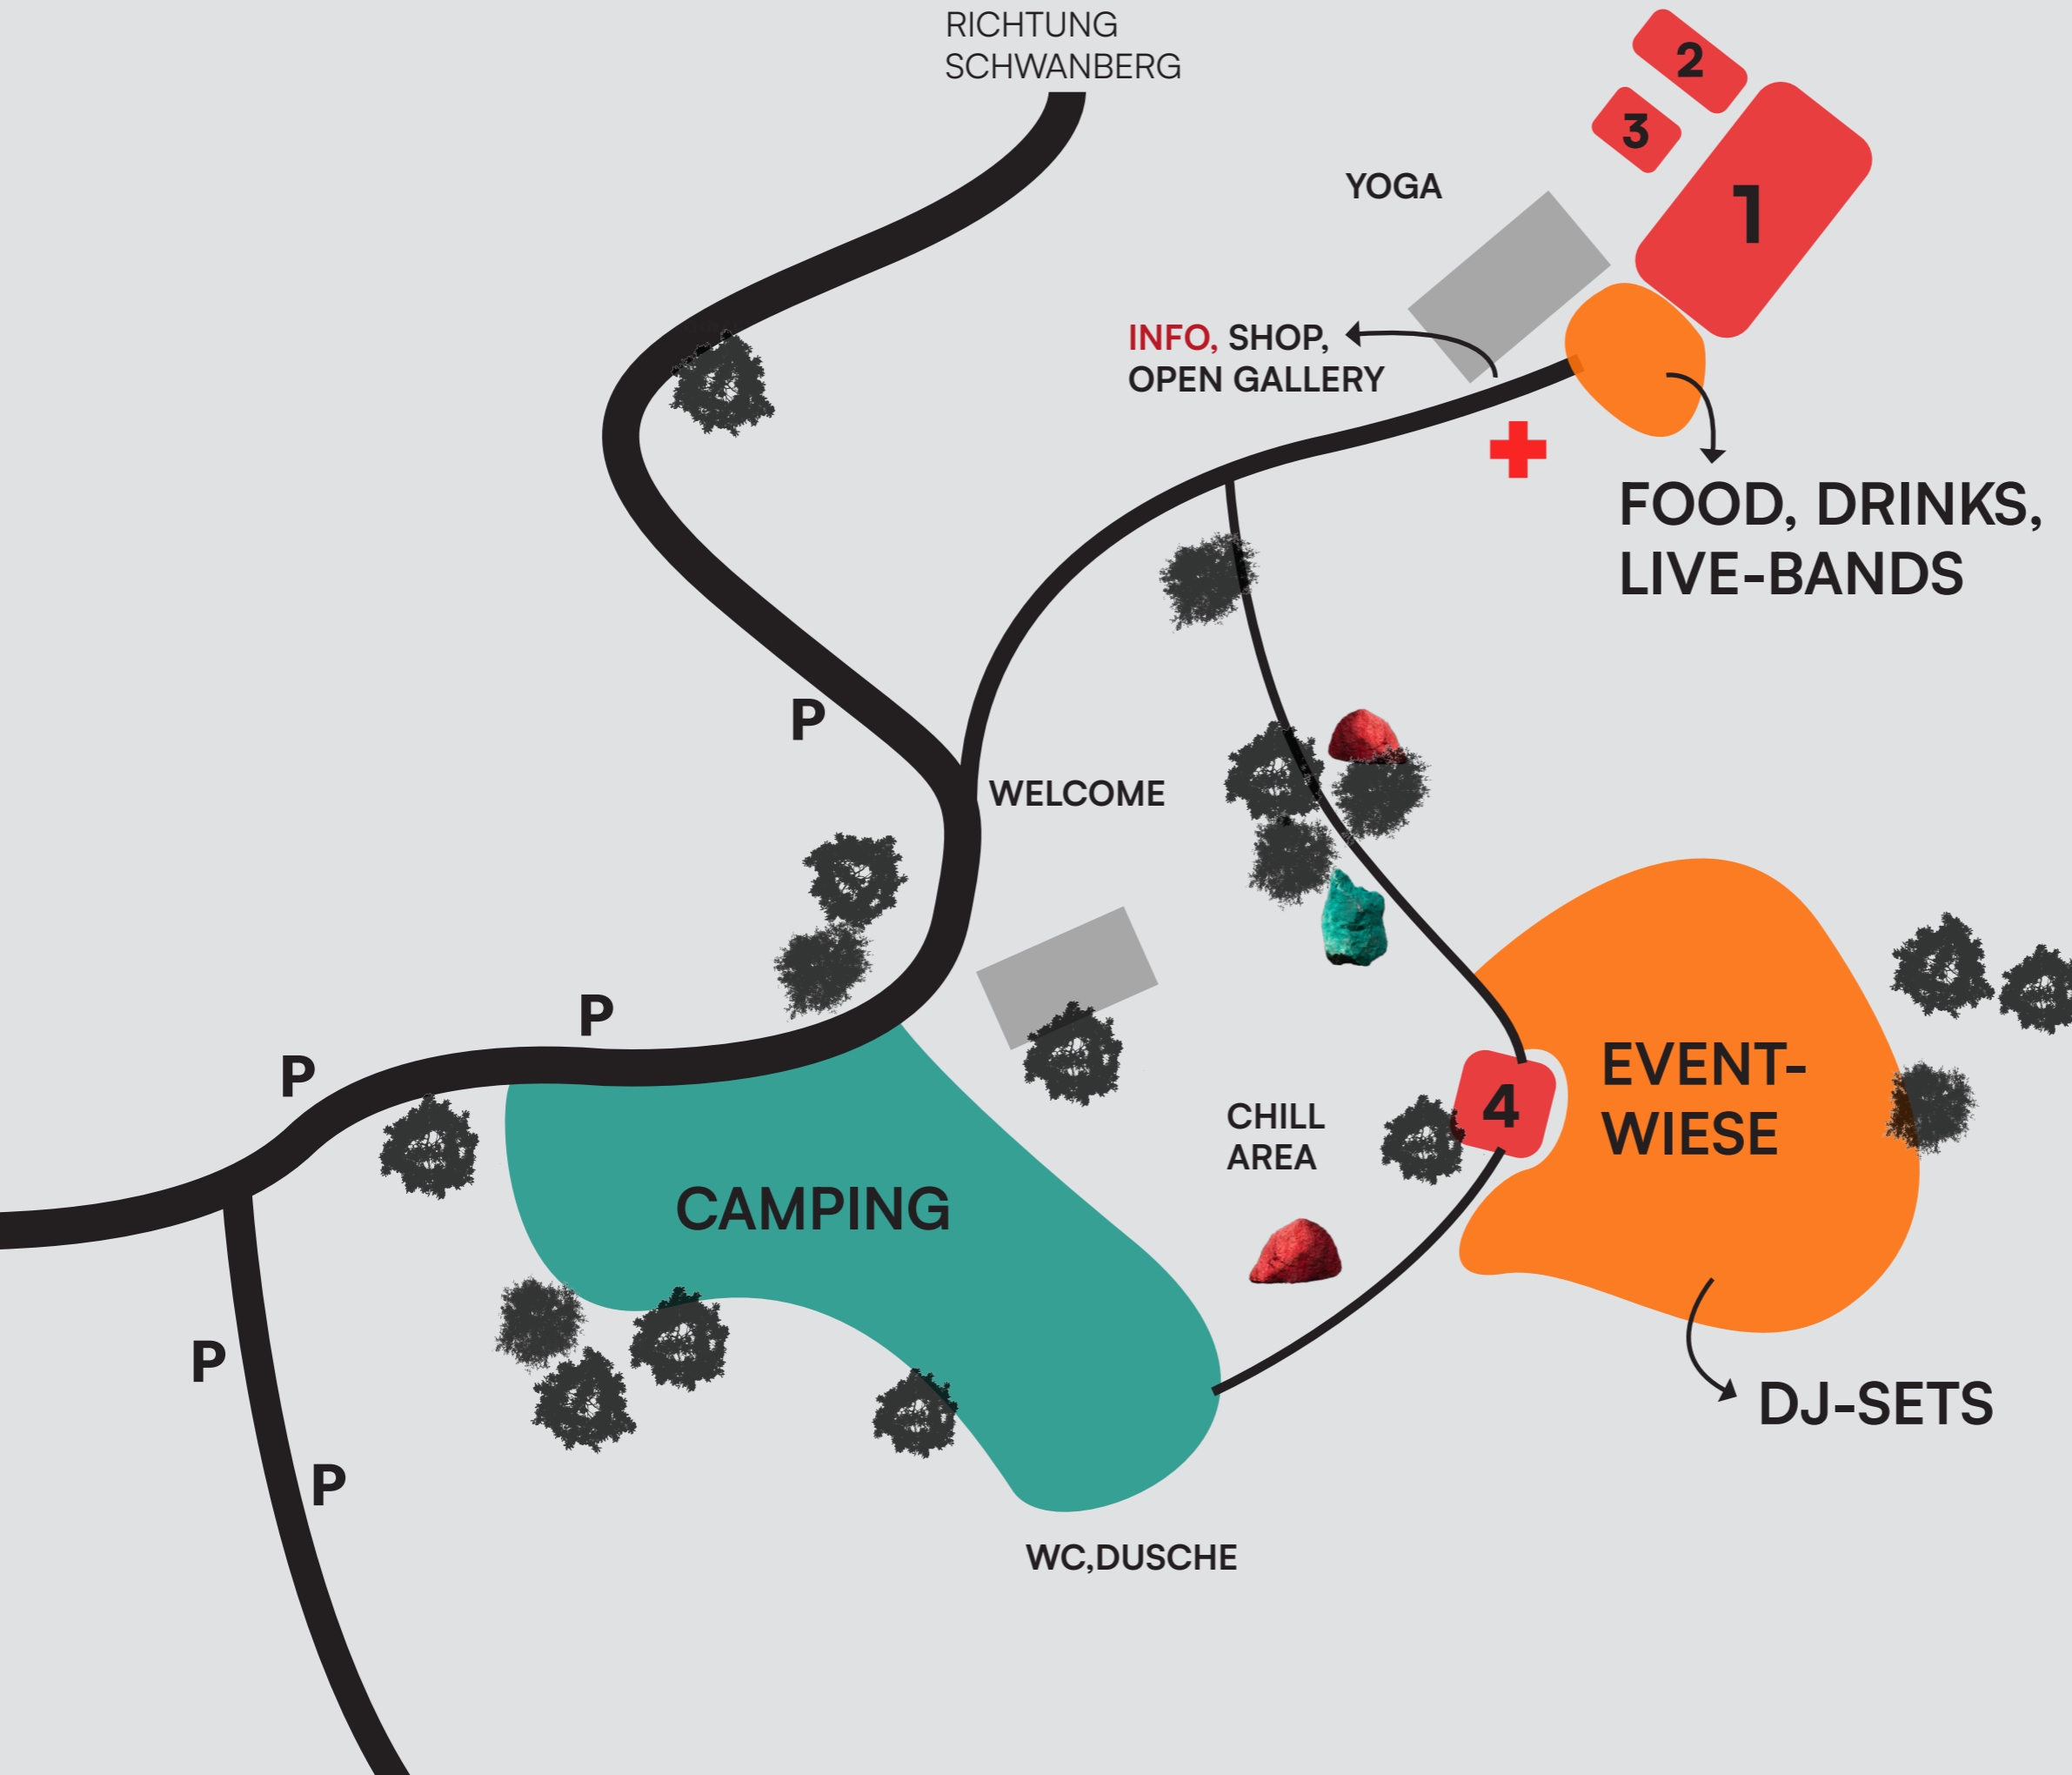 RICHTUNG
SCHWANBERG
2
3
1
YOGA
INFO, SHOP,
OPEN GALLERY
FOOD, DRINKS,
LIVE-BANDS
P
WELCOME
P
P
EVENT-
WIESE
4
CHILL
AREA
CAMPING
P
DJ-SETS
P
WC,DUSCHE